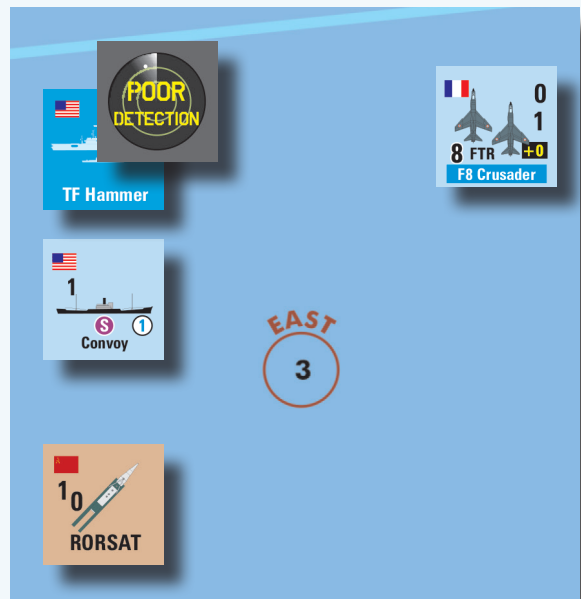 POOR
DETECTION
TF Hammer
0
1
8 FTR +0
F8 Crusader
1
S 1
Convoy
EAST
3
1 0
RORSAT